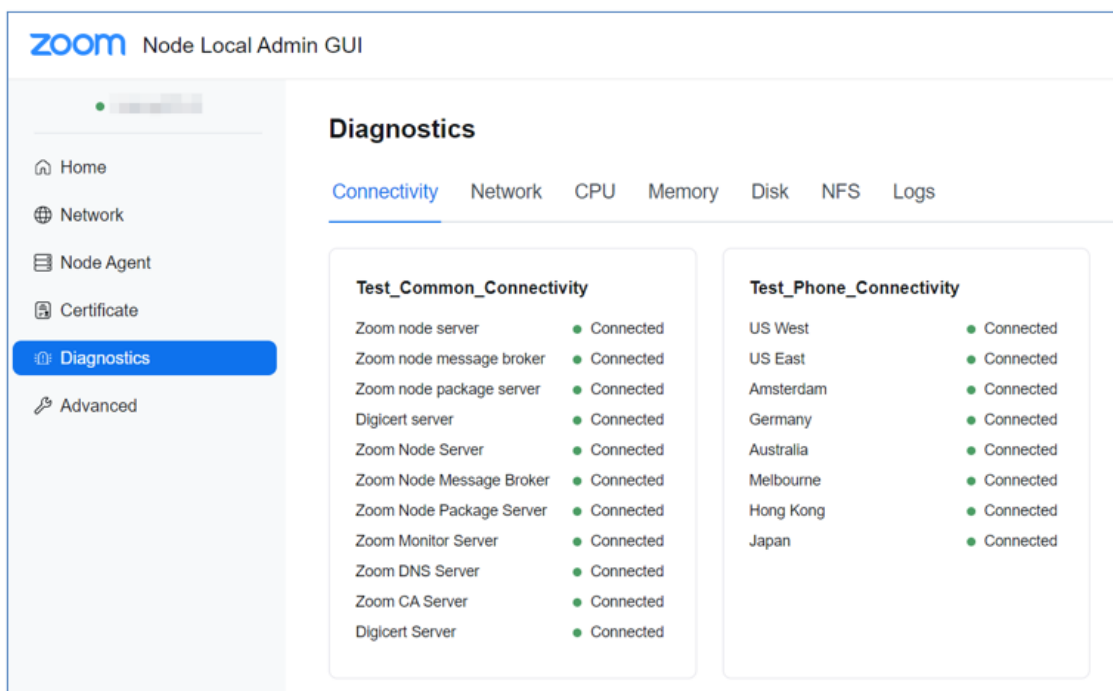 zoom Node Local Admin GUI
Home
Network
Node Agent
Certificate
Diagnostics
Advanced
Diagnostics
Connectivity Network CPU Memory Disk NFS Logs
Test_Common_Connectivity
Zoom node server Connected
Zoom node message broker Connected
Zoom node package server Connected
Digicert server Connected
Zoom Node Server Connected
Zoom Node Message Broker Connected
Zoom Node Package Server Connected
Zoom Monitor Server Connected
Zoom DNS Server Connected
Zoom CA Server Connected
Digicert Server Connected
Test_Phone_Connectivity
US West Connected
US East Connected
Amsterdam Connected
Germany Connected
Australia Connected
Melbourne Connected
Hong Kong Connected
Japan Connected